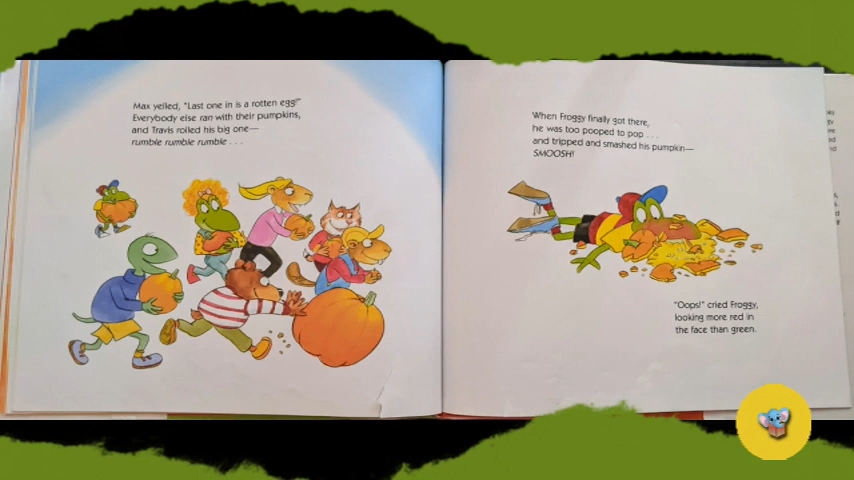 Max yelled, "Last one in is a rotten egg!"
Everybody else ran with their pumpkins,
and Travis rolled his big one—
rumble rumble rumble . . .
When Froggy finally got there,
he was too pooped to pop . . .
and tripped and smashed his pumpkin—
SMOOSH!
"Oops!" cried Froggy,
looking more red in
the face than green.